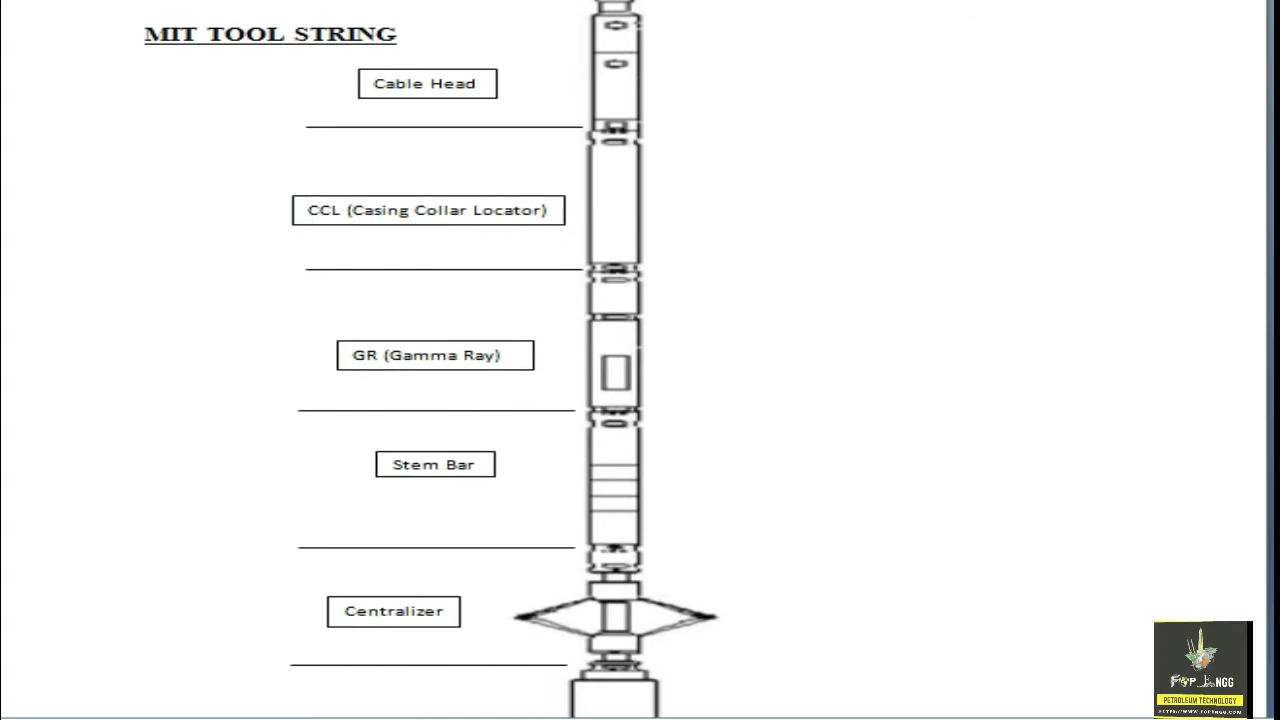 MIT TOOL STRING
Cable Head
CCL (Casing Collar Locator)
GR (Gamma Ray)
Stem Bar
Centralizer
PETROLEUM TECHNOLOGY